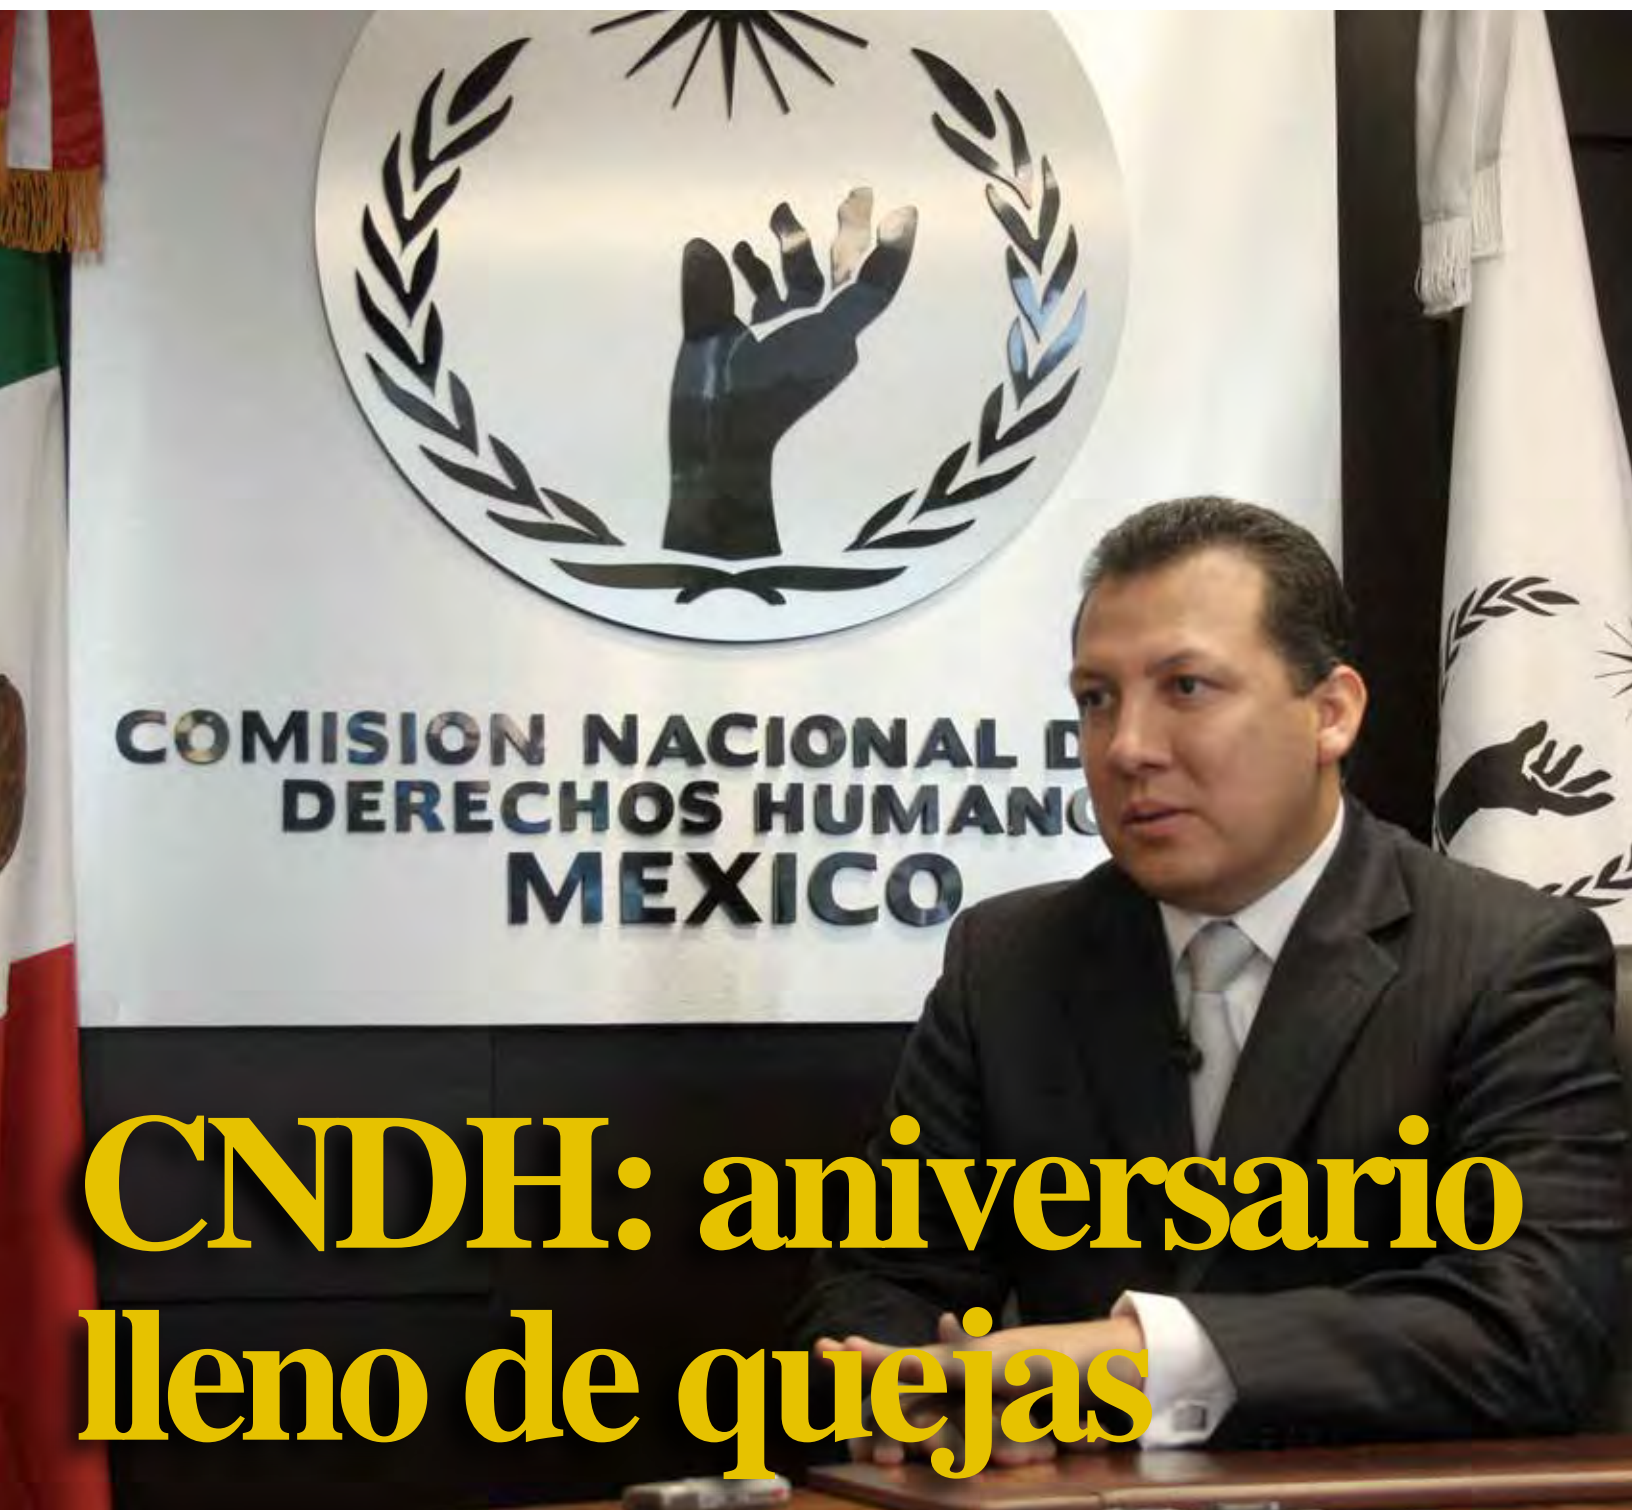 COMISION NACIONAL D
DERECHOS HUMANO
MEXICO
CNDH: aniversario
lleno de quejas